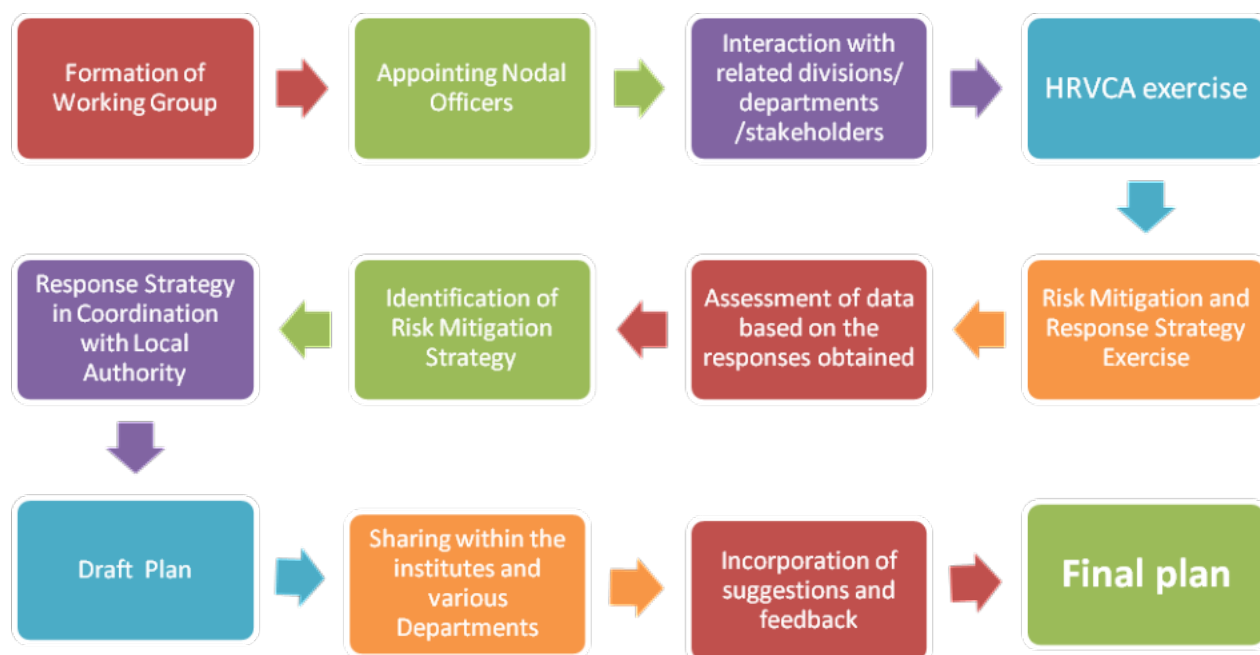 Formation of
Working Group
Appointing Nodal
Officers
Interaction with
related divisions/
departments
/stakeholders
HRVCA exercise
Risk Mitigation and
Response Strategy
Exercise
Assessment of data
based on the
responses obtained
Identification of
Risk Mitigation
Strategy
Response Strategy
in Coordination
with Local
Authority
Draft Plan
Sharing within the
institutes and
various
Departments
Incorporation of
suggestions and
feedback
Final plan